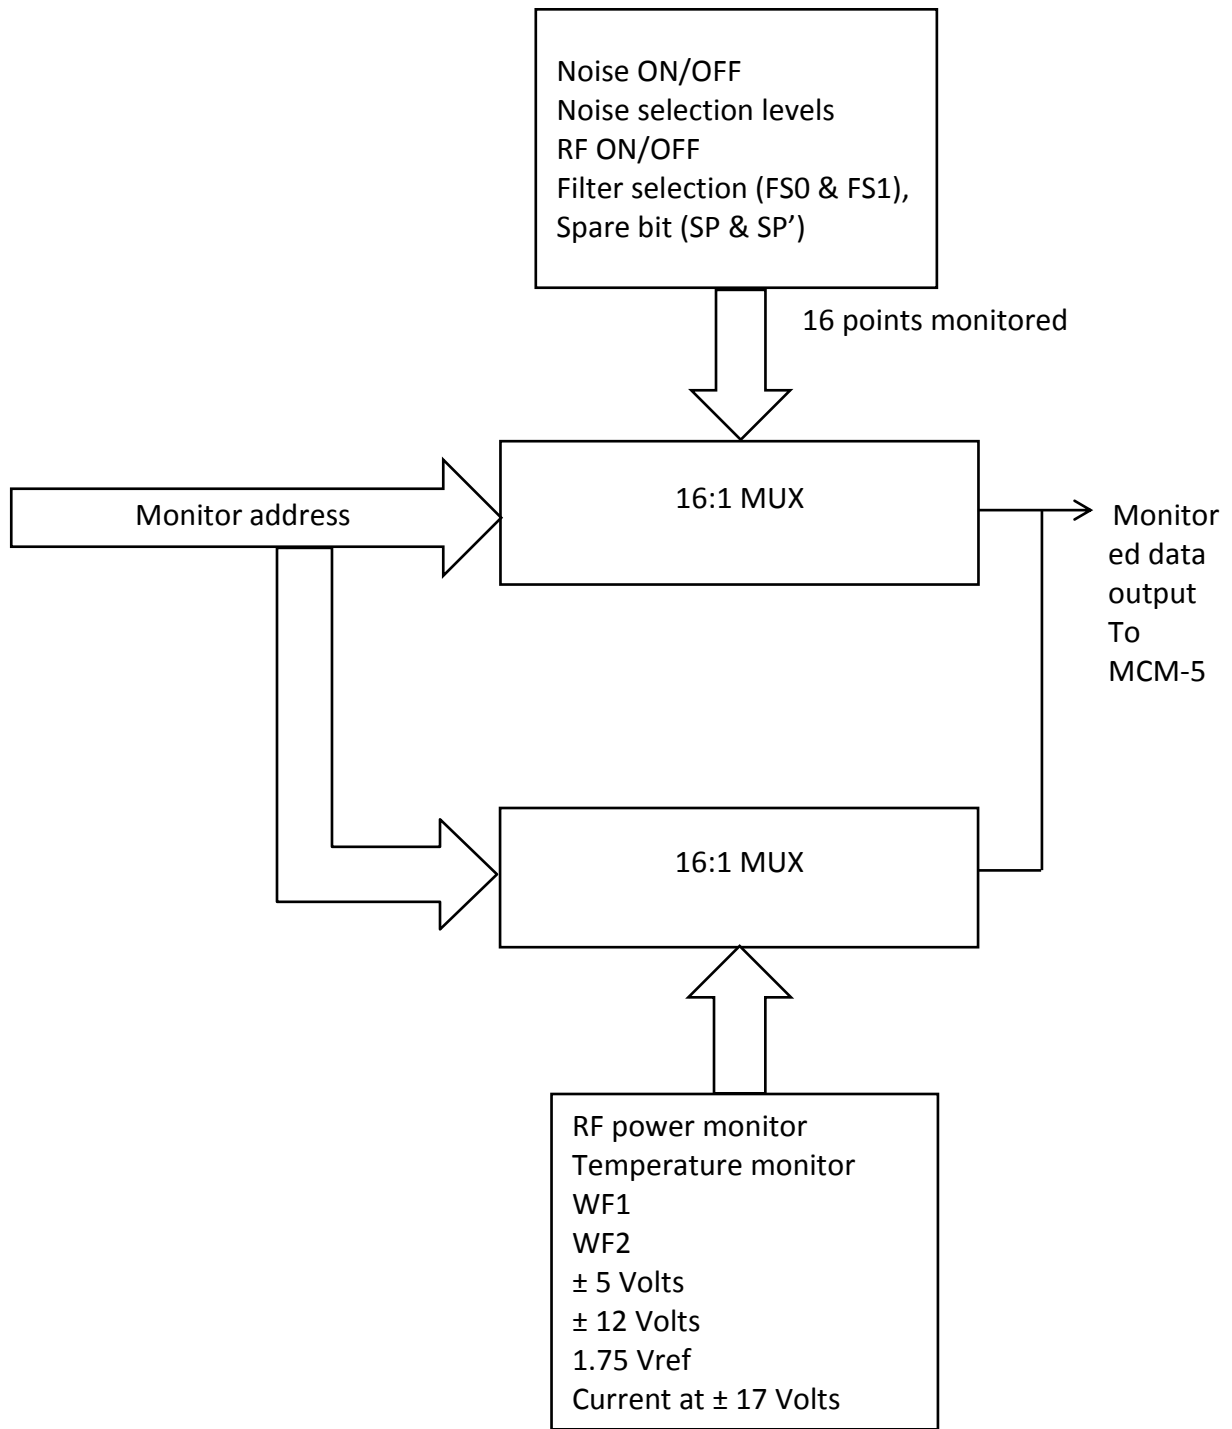 Noise ON/OFF
Noise selection levels
RF ON/OFF
Filter selection (FS0 & FS1),
Spare bit (SP & SP’)
16 points monitored
Monitor address
16:1 MUX
Monitor
ed data
output
To
MCM-5
16:1 MUX
RF power monitor
Temperature monitor
WF1
WF2
± 5 Volts
± 12 Volts
1.75 Vref
Current at ± 17 Volts